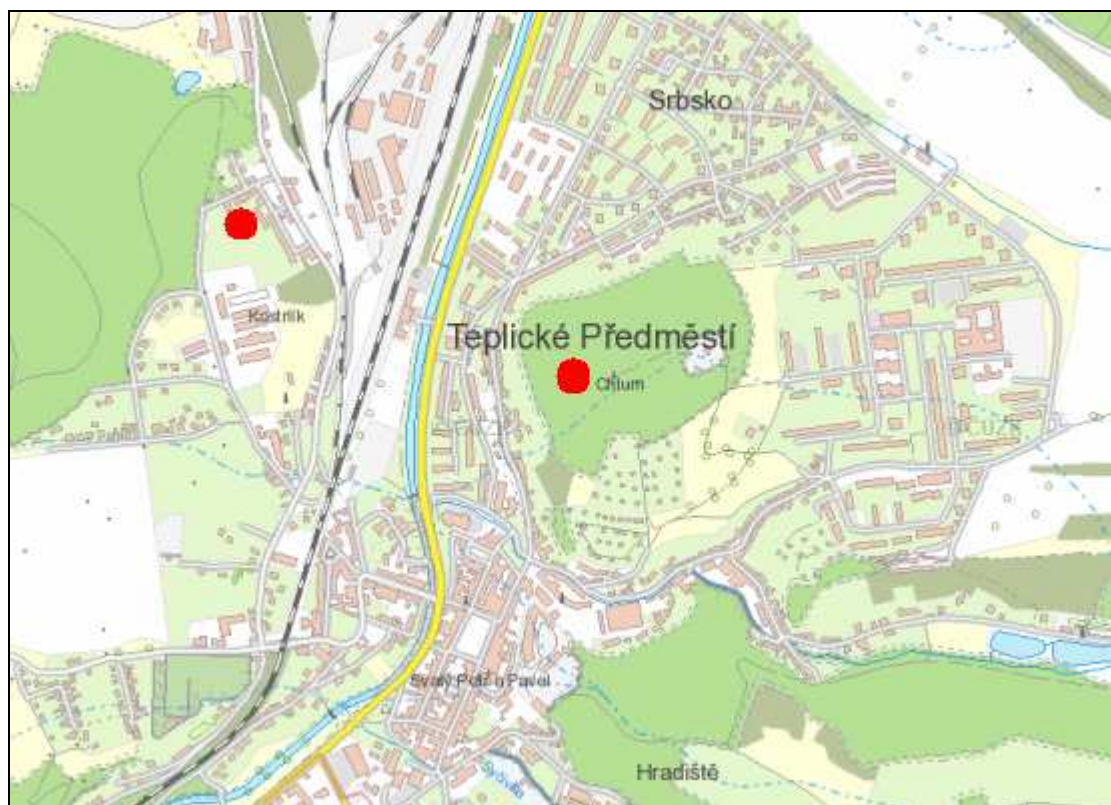 Srbsko
Kostrlík
Teplické Předměstí
Chlum
Svatý Petr a Pavel
Hradiště